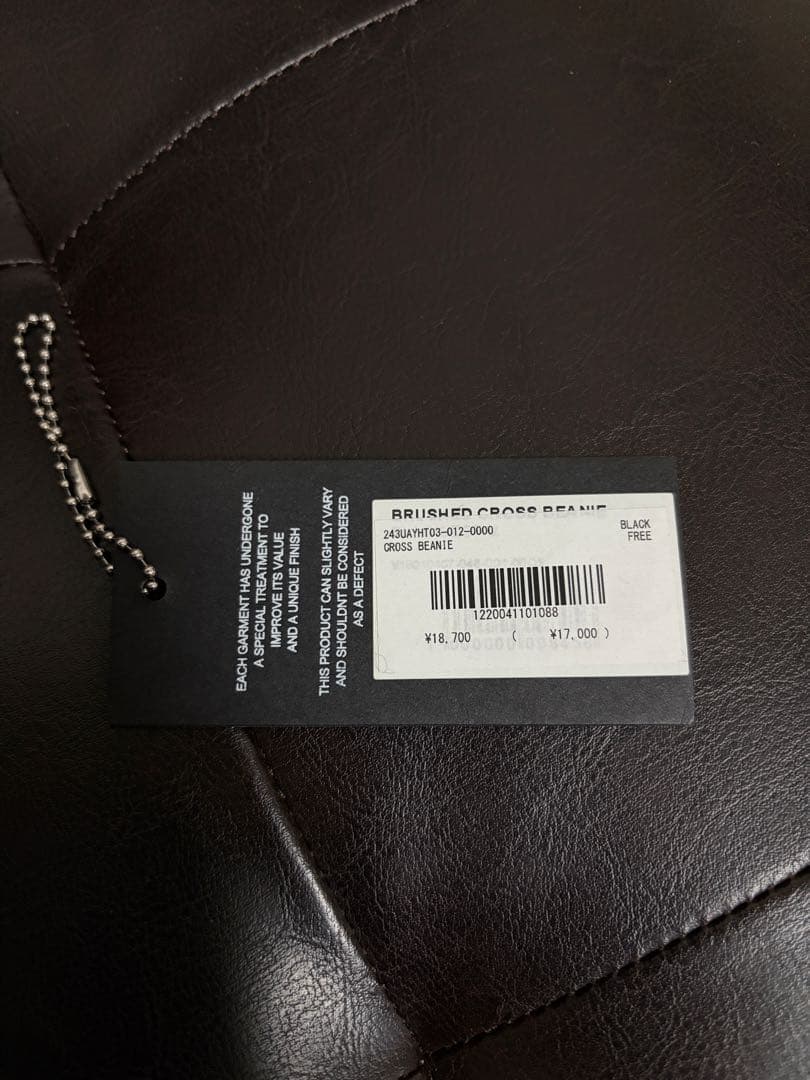 EACH GARMENT HAS UNDERGONE
A SPECIAL TREATMENT TO
IMPROVE ITS VALUE
AND A UNIQUE FINISH
THIS PRODUCT CAN SLIGHTLY VARY
AND SHOULDNT BE CONSIDERED
AS A DEFECT
BRUSHED CROSS BEANIE
243UAYHT03-012-0000 BLACK
CROSS BEANIE FREE
1220041101088
¥18,700 ( ¥17,000 )